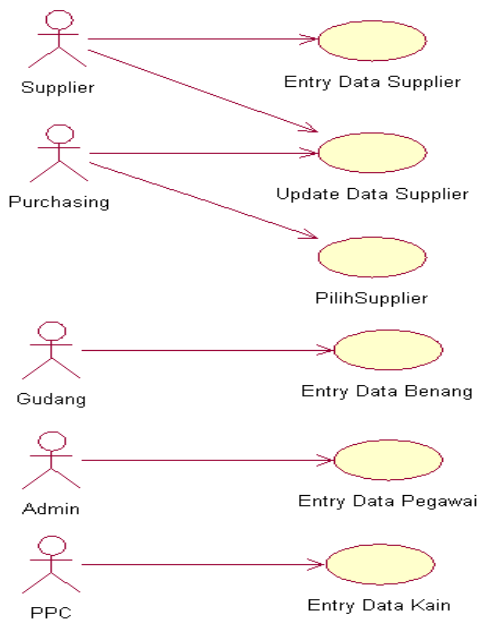 Supplier
Entry Data Supplier
Purchasing
Update Data Supplier
PilihSupplier
Gudang
Entry Data Benang
Admin
Entry Data Pegawai
PPC
Entry Data Kain